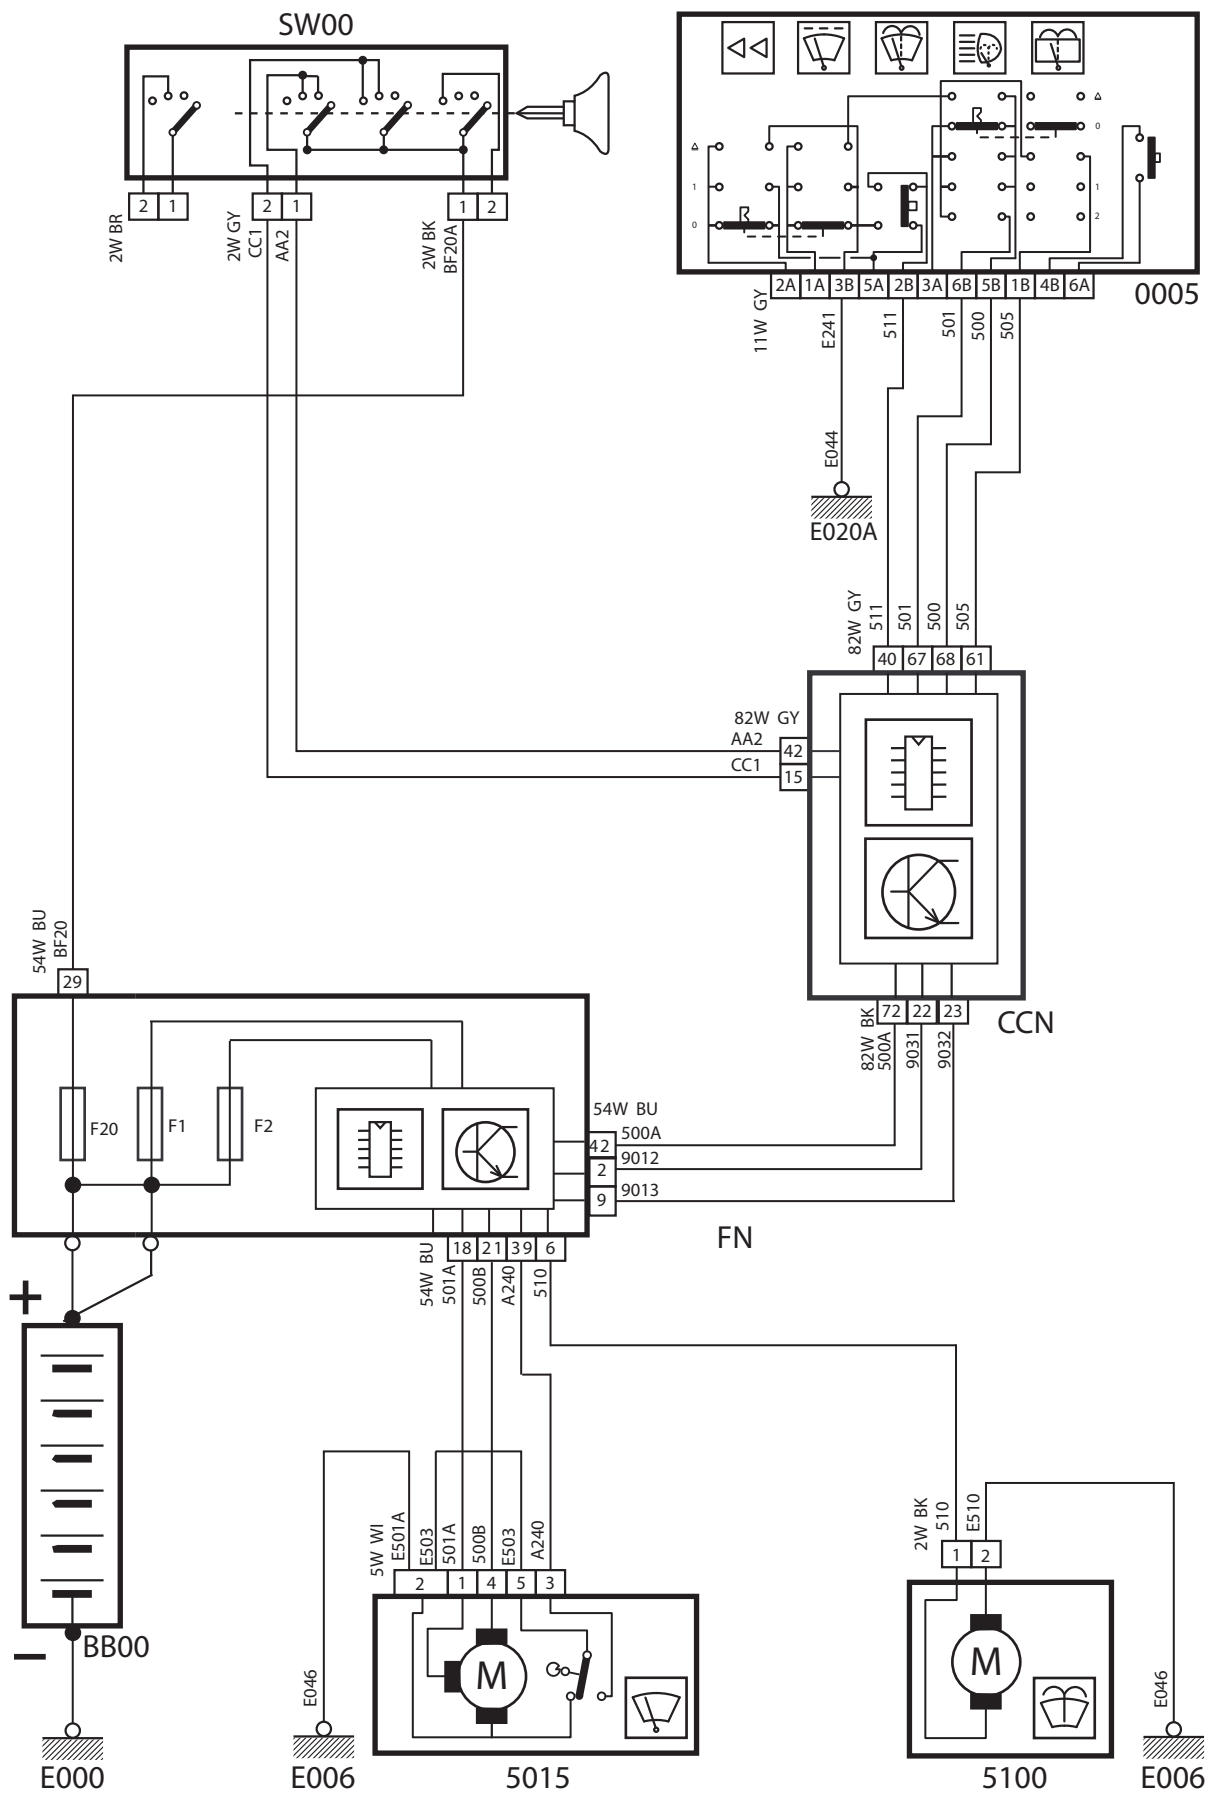 SW00
2 1 2 1 1 2
2W BR
2W GY
CC1
AA2
2W BK
BF20A
0
1
1
0
2
0005
2A 1A 3B 5A 2B 3A 6B 5B 1B 4B 6A
11W GY
E241
511
501
500
505
E044
E020A
82W GY
511
501
500
505
40 67 68 61
82W GY
AA2
42
CC1
15
54W BU
BF20
29
72 22 23
CCN
82W BK
500A
9031
9032
F20
F1
F2
54W BU
42 500A
2 9012
9 9013
FN
18 21 39 6
54W BU
501A
500B
A240
510
+
5W WI
E501A
E503
501A
500B
E503
A240
2 1 4 5 3
2W BK
510
E510
1 2
BB00
–
M
M
E046
E046
E000
E006
5015
5100
E006